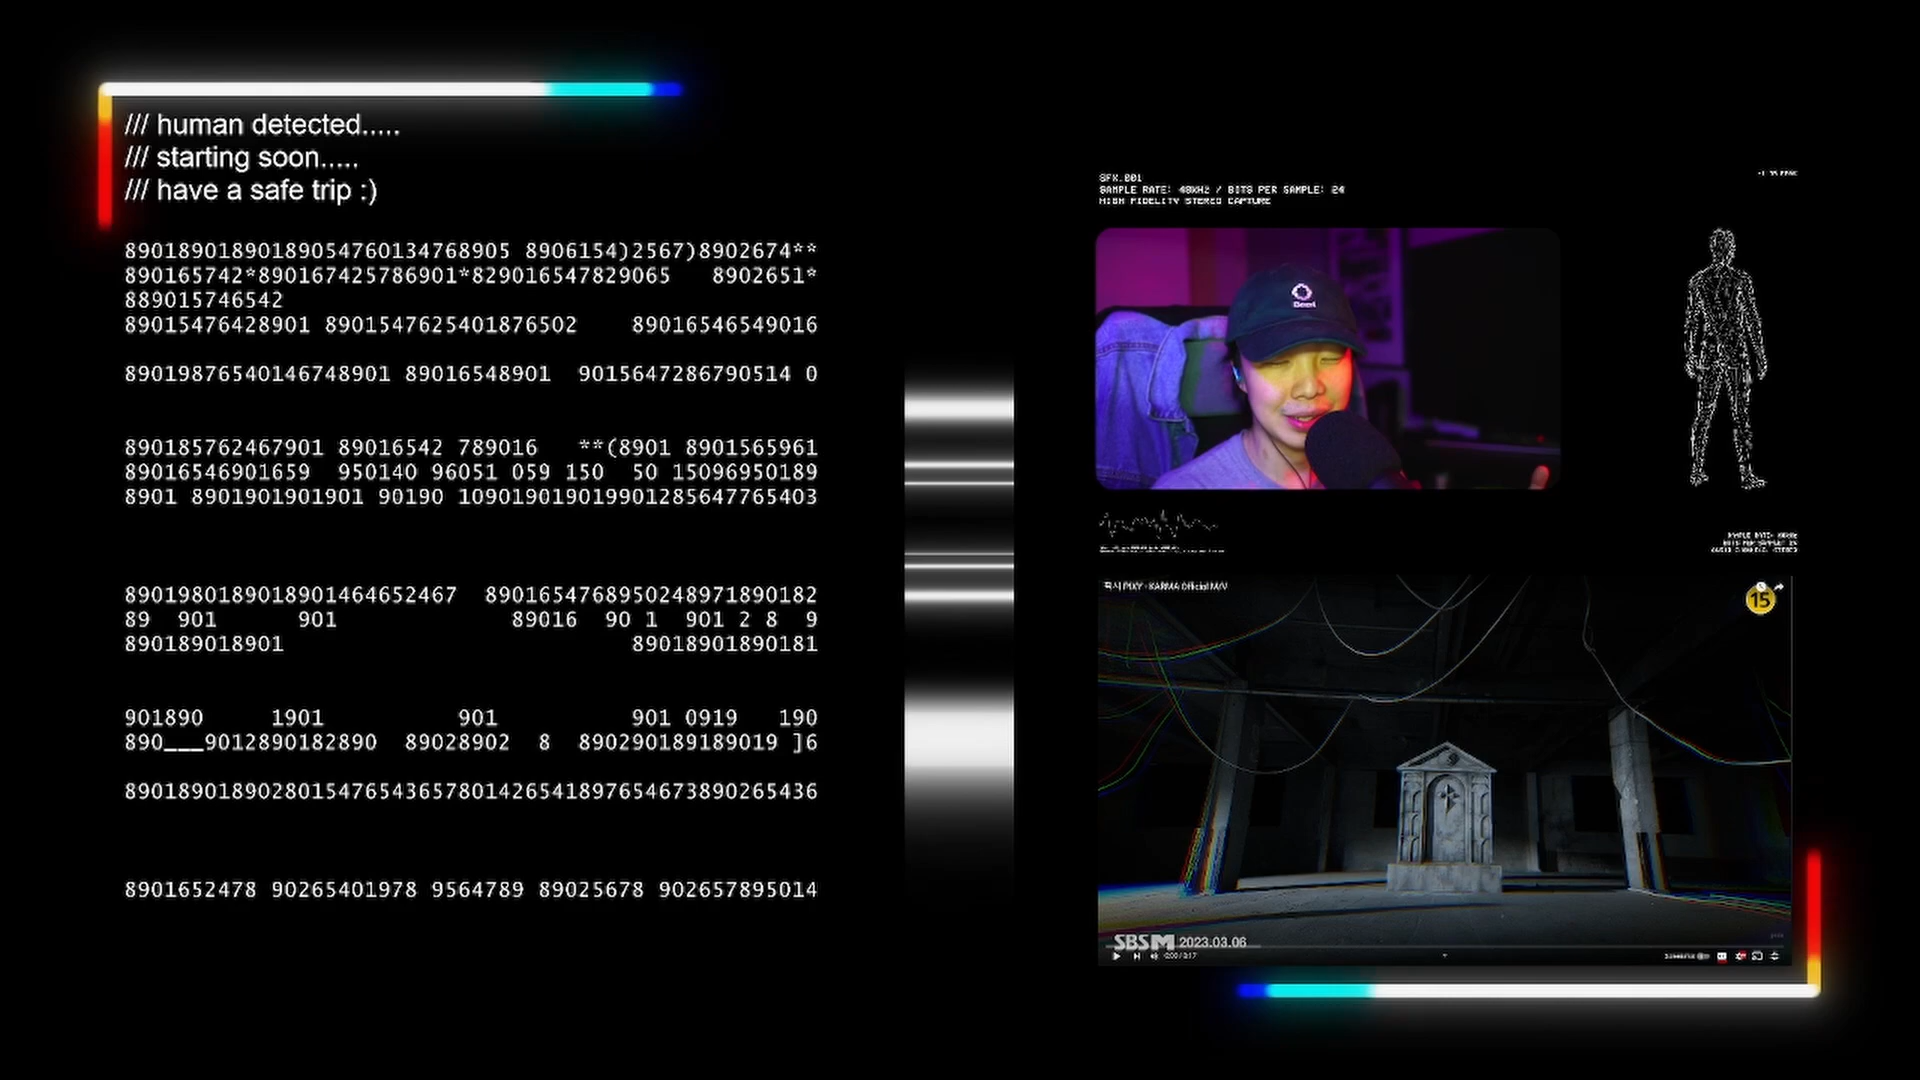 /// human detected.....
/// starting soon.....
/// have a safe trip :)
8901890189018905476013476890​5 8906154)2567)8902674**
890165742*890167425786901*829016547829065 8902651*
889015746542
89015476428901 8901547625401876502 89016546549016
89019876540146748901 89016548901 9015647286790514 0
890185762467901 89016542 789016 **(8901 8901565961
89016546901659 950140 96051 059 150 50 15096950189
8901 8901901901901 90190 109019019019901285647765403
8901980189018901464652467 8901654768950248971890182
89 901 901 89016 90 1 901 2 8 9
890189018901 89018901890181
901890 1901 901 901 0919 190
890___9012890182890 89028902 8 890290189189019 ]6
8901890189028015476543657801426541897654673890265436
8901652478 90265401978 9564789 89025678 902657895014
SFX.001
SAMPLE RATE: 48KHZ / BITS PER SAMPLE: 24
HIGH FIDELITY STEREO CAPTURE
PIXY - KARMA Official M/V
15
SBS M 2023.03.06